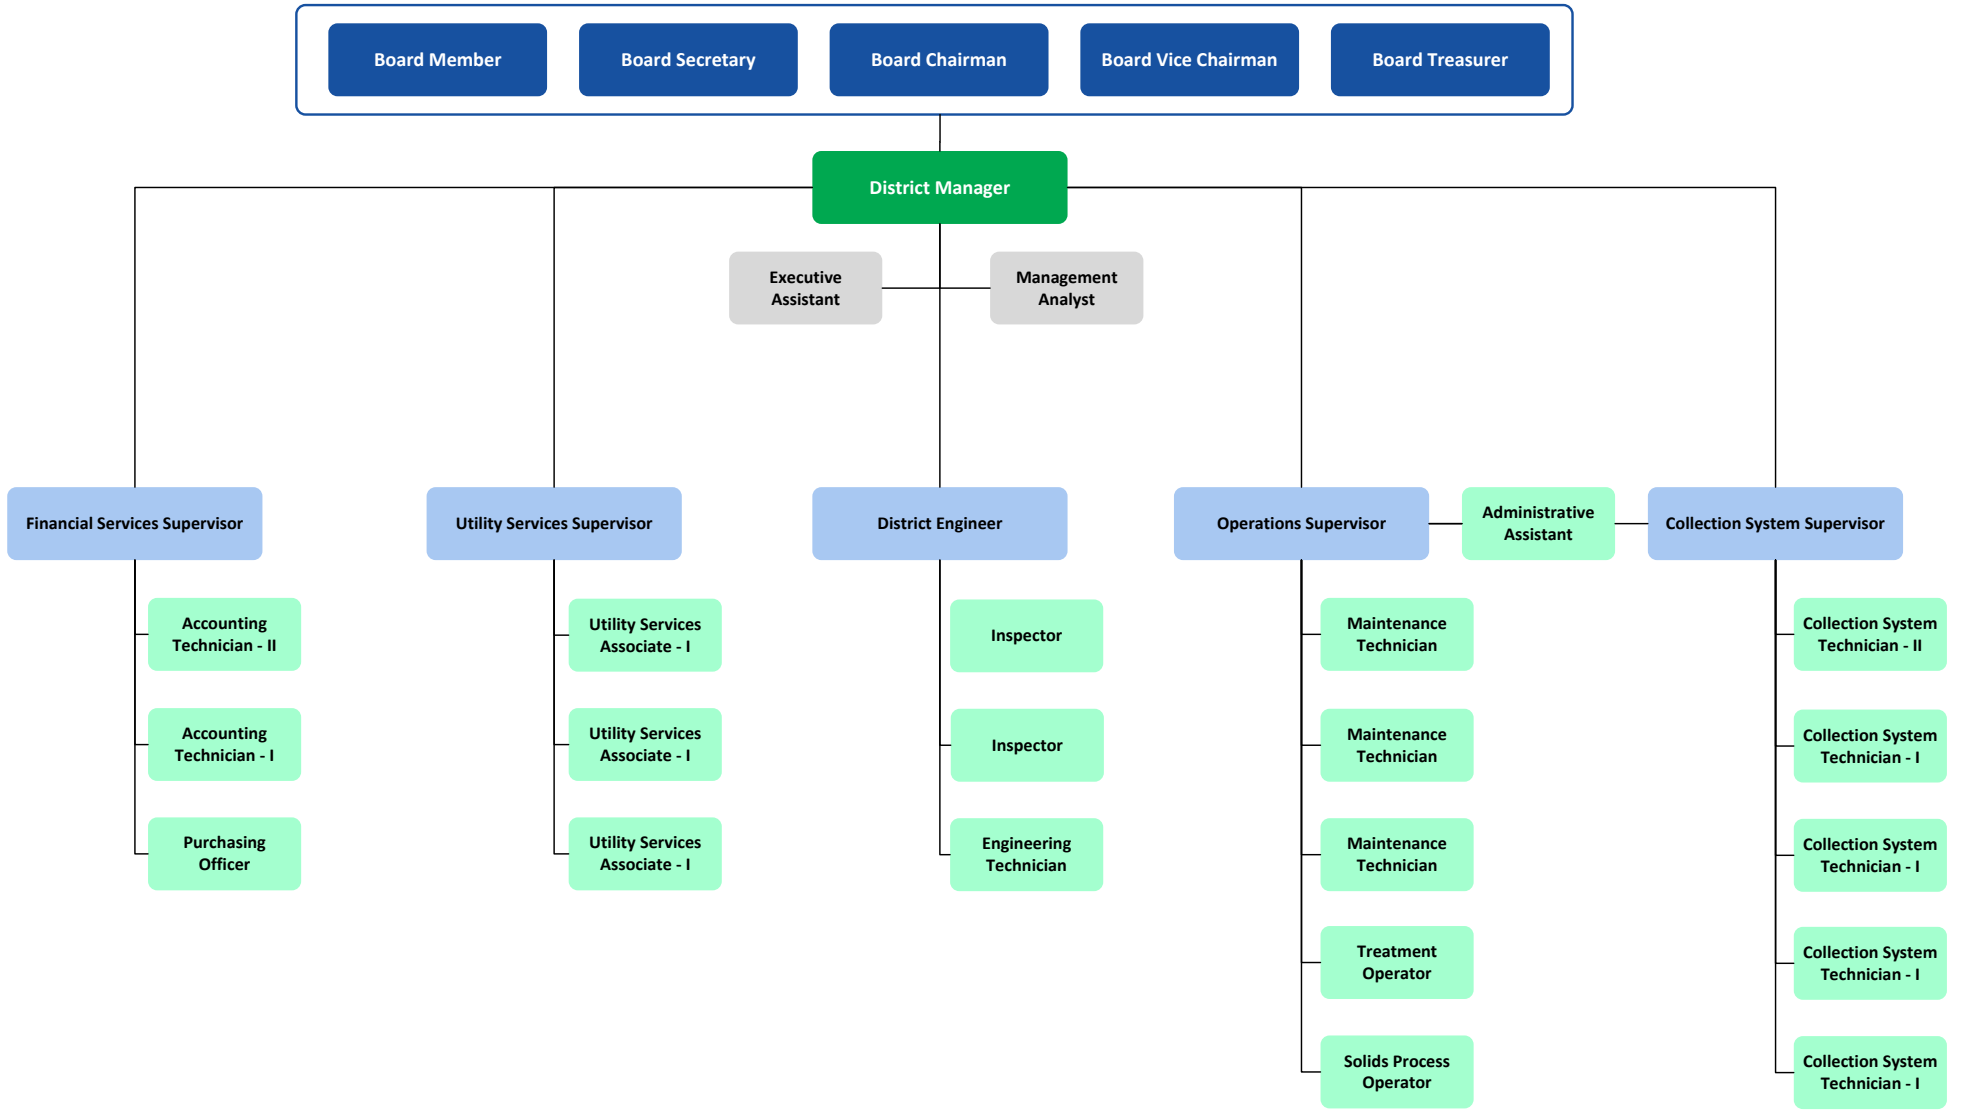 Board Member
Board Secretary
Board Chairman
Board Vice Chairman
Board Treasurer
District Manager
Executive
Assistant
Management
Analyst
Financial Services Supervisor
Utility Services Supervisor
District Engineer
Operations Supervisor
Administrative
Assistant
Collection System Supervisor
Accounting
Technician - II
Accounting
Technician - I
Purchasing
Officer
Utility Services
Associate - I
Utility Services
Associate - I
Utility Services
Associate - I
Inspector
Inspector
Engineering
Technician
Maintenance
Technician
Maintenance
Technician
Maintenance
Technician
Treatment
Operator
Solids Process
Operator
Collection System
Technician - II
Collection System
Technician - I
Collection System
Technician - I
Collection System
Technician - I
Collection System
Technician - I